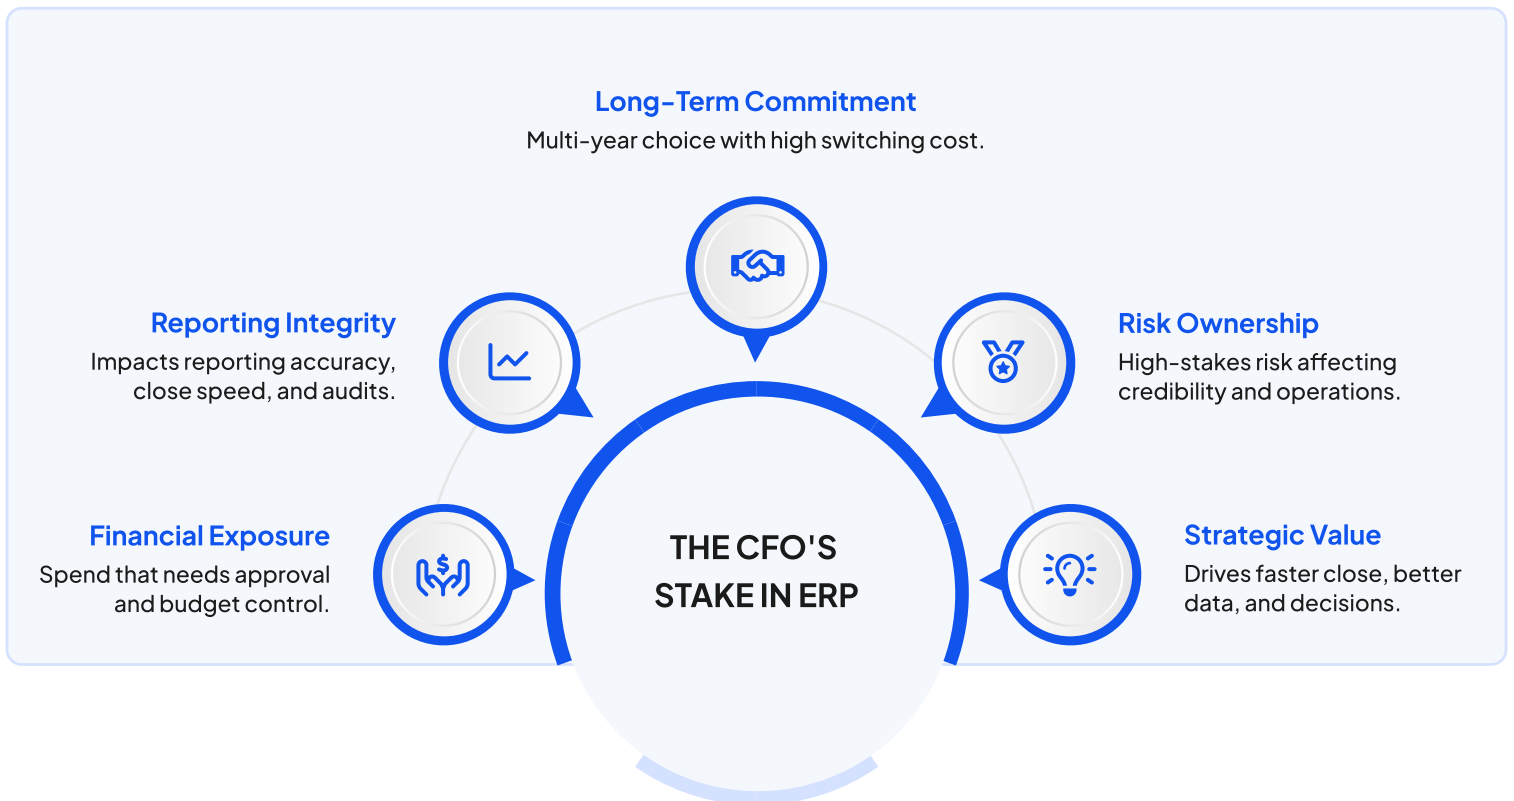 Long-Term Commitment
Multi-year choice with high switching cost.
Reporting Integrity
Impacts reporting accuracy,
close speed, and audits.
Risk Ownership
High-stakes risk affecting
credibility and operations.
Financial Exposure
Spend that needs approval
and budget control.
THE CFO'S
STAKE IN ERP
Strategic Value
Drives faster close, better
data, and decisions.